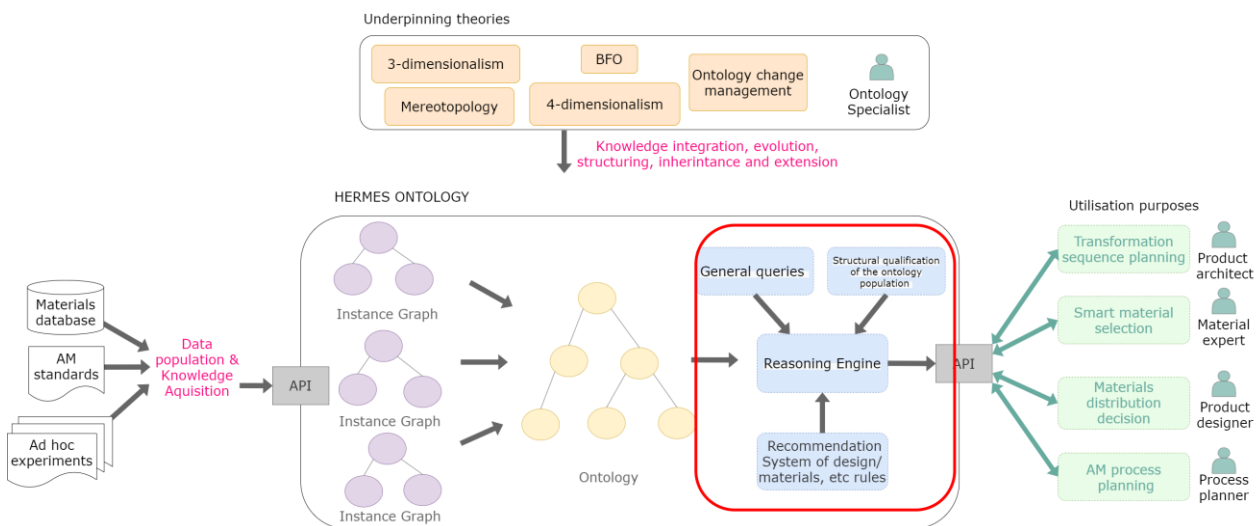 Underpinning theories
3-dimensionalism
BFO
Ontology change
management
Mereotopology
4-dimensionalism
Ontology
Specialist
Knowledge integration, evolution,
structuring, inherintance and extension
HERMES ONTOLOGY
Utilisation purposes
Materials
database
AM
standards
Ad hoc
experiments
Data
population &
Knowledge
Aquisition
API
Instance Graph
Instance Graph
Instance Graph
Ontology
General queries
Structural qualification
of the ontology
population
Reasoning Engine
Recommendation
System of design/
materials, etc rules
API
Transformation
sequence planning
Product
architect
Smart material
selection
Material
expert
Materials
distribution
decision
Product
designer
AM process
planning
Process
planner